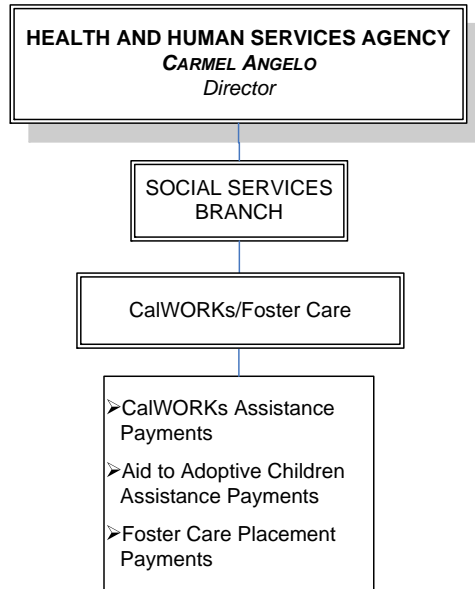 HEALTH AND HUMAN SERVICES AGENCY
CARMEL ANGELO
Director
SOCIAL SERVICES
BRANCH
CalWORKs/Foster Care
➢CalWORKs Assistance
Payments
➢Aid to Adoptive Children
Assistance Payments
➢Foster Care Placement
Payments